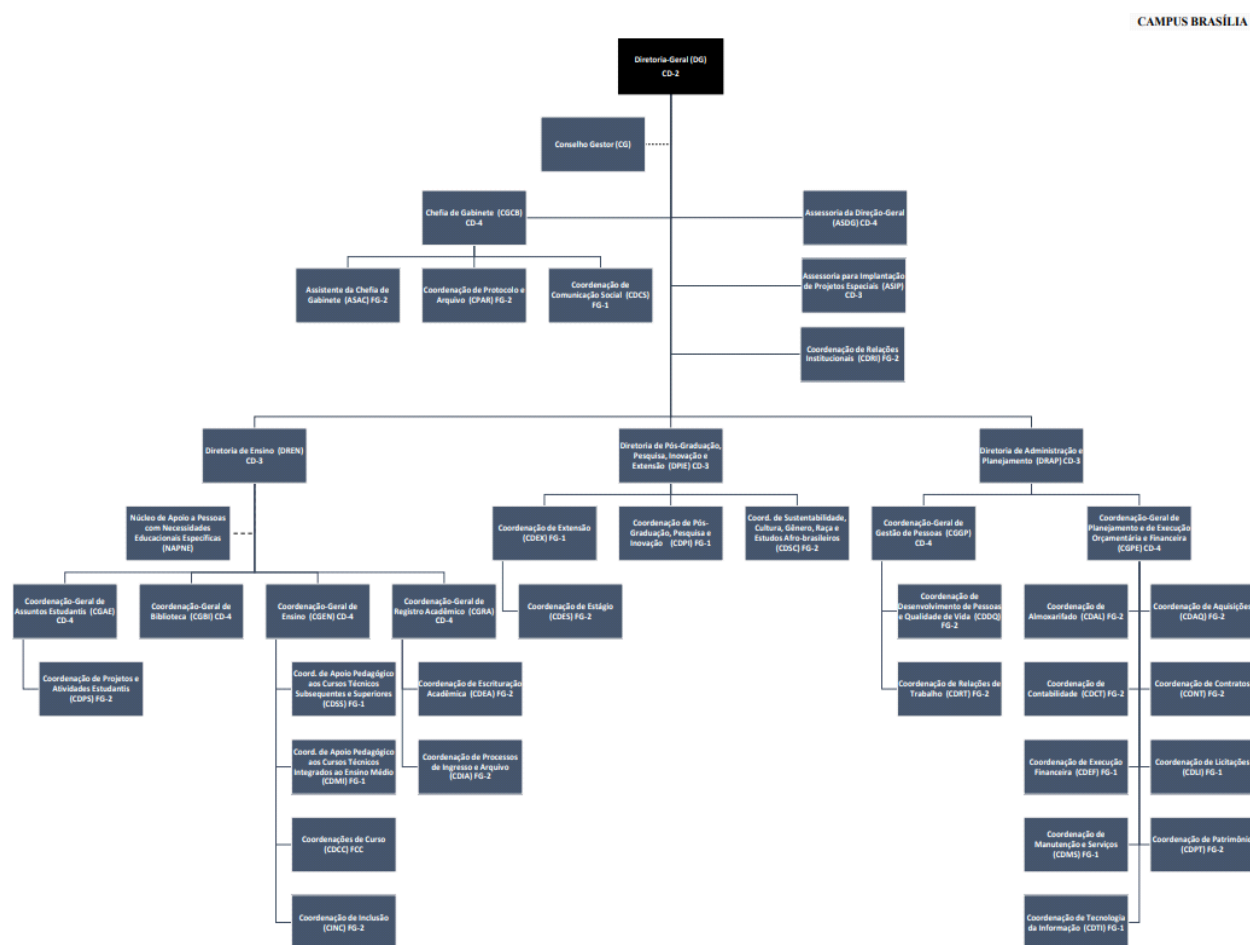 CAMPUS BRASÍLIA
Diretoria-Geral (DG)
CD-2
Conselho Gestor (CG)
Chefia de Gabinete (CGCB)
CD-4
Assessoria da Direção-Geral
(ASDG) CD-4
Assistente da Chefia de
Gabinete (ASAC) FG-2
Coordenação de Protocolo e
Arquivo (CPAR) FG-2
Coordenação de
Comunicação Social (CDCS)
FG-1
Assessoria para Implantação
de Projetos Especiais (ASIP)
CD-3
Coordenação de Relações
Institucionais (CDRI) FG-2
Diretoria de Ensino (DREN)
CD-3
Diretoria de Pós-Graduação,
Pesquisa, Inovação e
Extensão (DPIE) CD-3
Diretoria de Administração e
Planejamento (DRAP) CD-3
Núcleo de Apoio a Pessoas
com Necessidades
Educacionais Específicas
(NAPNE)
Coordenação de Extensão
(CDEX) FG-1
Coordenação de Pós-
Graduação, Pesquisa e
Inovação (CDPI) FG-1
Coord. de Sustentabilidade,
Cultura, Gênero, Raça e
Estudos Afro-brasileiros
(CDSC) FG-2
Coordenação-Geral de
Gestão de Pessoas (CGGP)
CD-4
Coordenação-Geral de
Planejamento e de Execução
Orçamentária e Financeira
(CGPE) CD-4
Coordenação-Geral de
Assuntos Estudantis (CGAE)
CD-4
Coordenação-Geral de
Biblioteca (CGBI) CD-4
Coordenação-Geral de
Ensino (CGEN) CD-4
Coordenação-Geral de
Registro Acadêmico (CGRA)
CD-4
Coordenação de Estágio
(CDES) FG-2
Coordenação de
Desenvolvimento de Pessoas
e Qualidade de Vida (CDDQ)
FG-2
Coordenação de
Almoxarifado (CDAL) FG-2
Coordenação de Aquisições
(CDAQ) FG-2
Coordenação de Projetos e
Atividades Estudantis
(CDPS) FG-2
Coord. de Apoio Pedagógico
aos Cursos Técnicos
Subsequentes e Superiores
(CDSS) FG-1
Coordenação de Escrituração
Acadêmica (CDEA) FG-2
Coordenação de Relações de
Trabalho (CDRT) FG-2
Coordenação de
Contabilidade (CDCT) FG-2
Coordenação de Contratos
(CONT) FG-2
Coord. de Apoio Pedagógico
aos Cursos Técnicos
Integrados ao Ensino Médio
(CDMI) FG-1
Coordenação de Processos
de Ingresso e Arquivo
(CDIA) FG-2
Coordenação de Execução
Financeira (CDEF) FG-1
Coordenação de Licitações
(CDLI) FG-1
Coordenações de Curso
(CDCC) FCC
Coordenação de
Manutenção e Serviços
(CDMS) FG-1
Coordenação de Patrimônio
(CDPT) FG-2
Coordenação de Inclusão
(CINC) FG-2
Coordenação de Tecnologia
da Informação (CDTI) FG-1